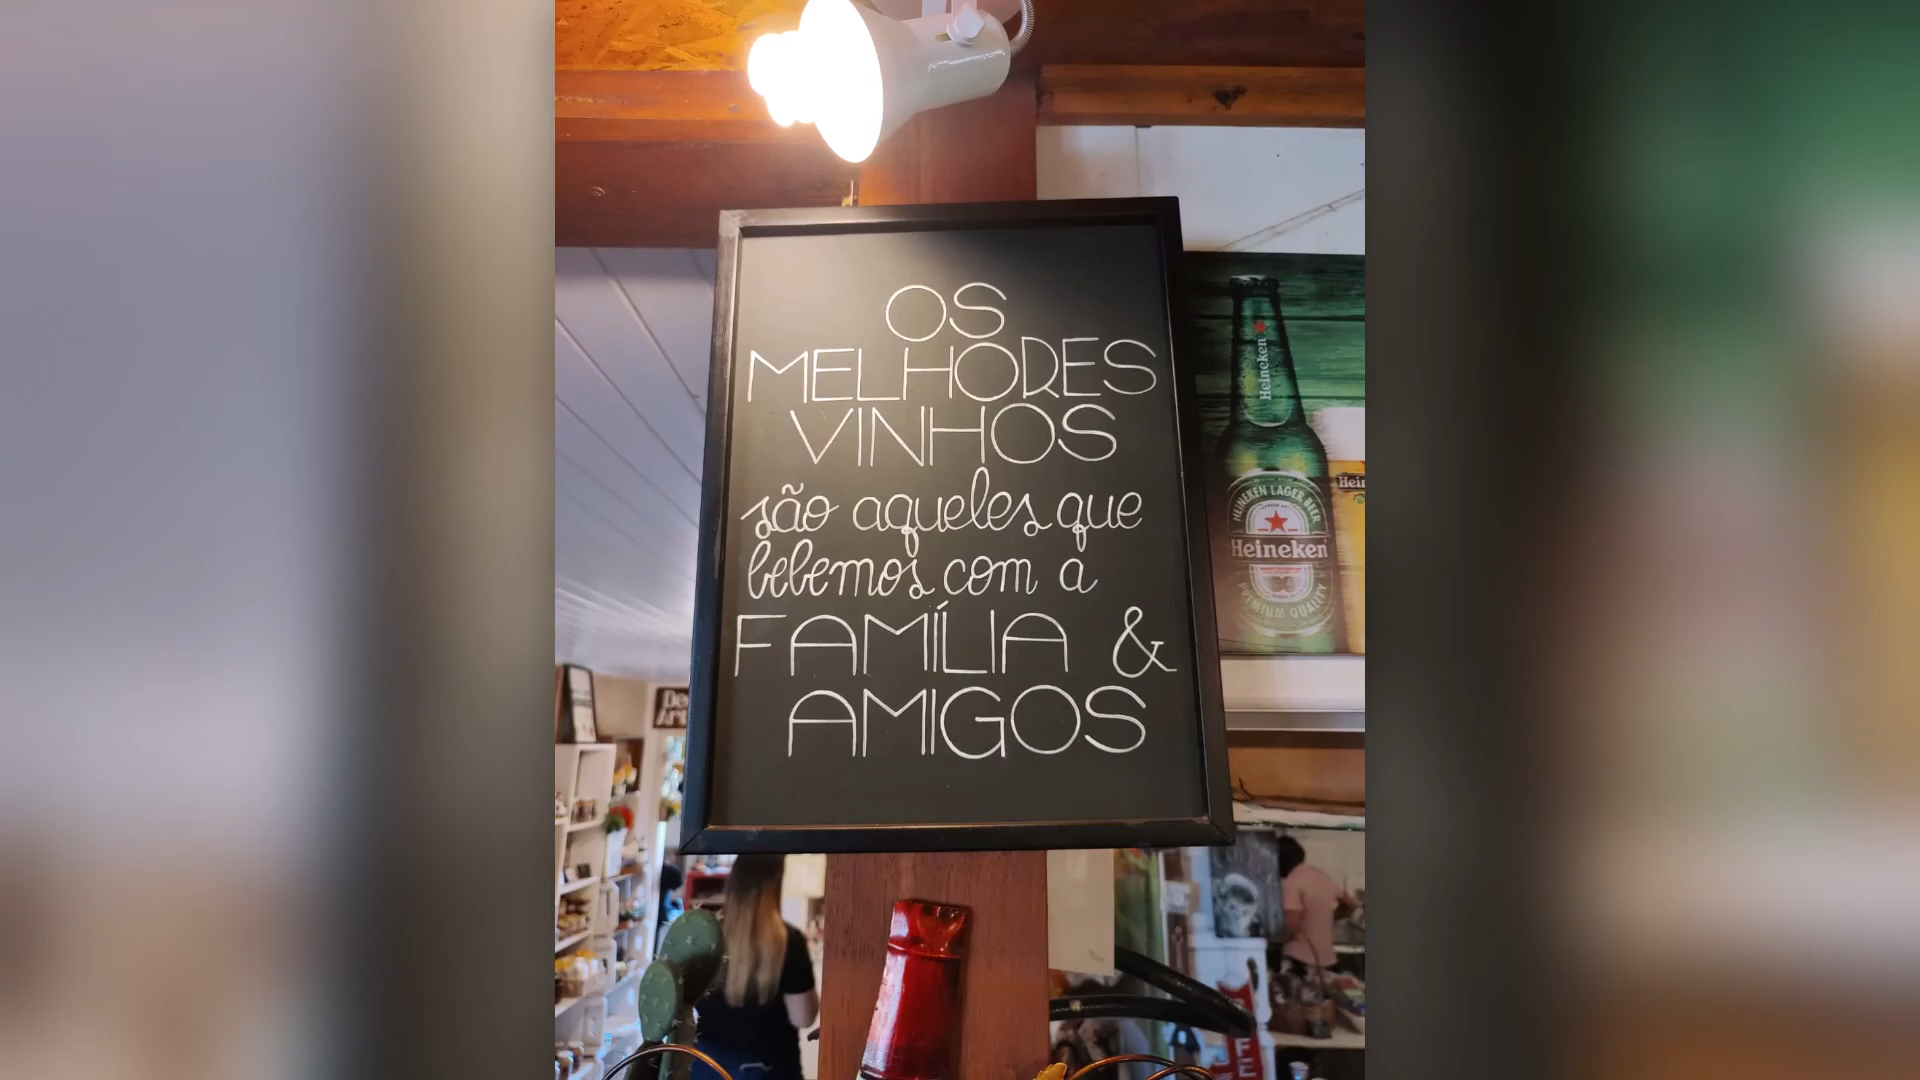 OS
MELHORES
VINHOS
são aqueles que
bebemos com a
FAMÍLIA &
AMIGOS
Heineken
HEINEKEN LAGER BEER
Heineken
PREMIUM QUALITY